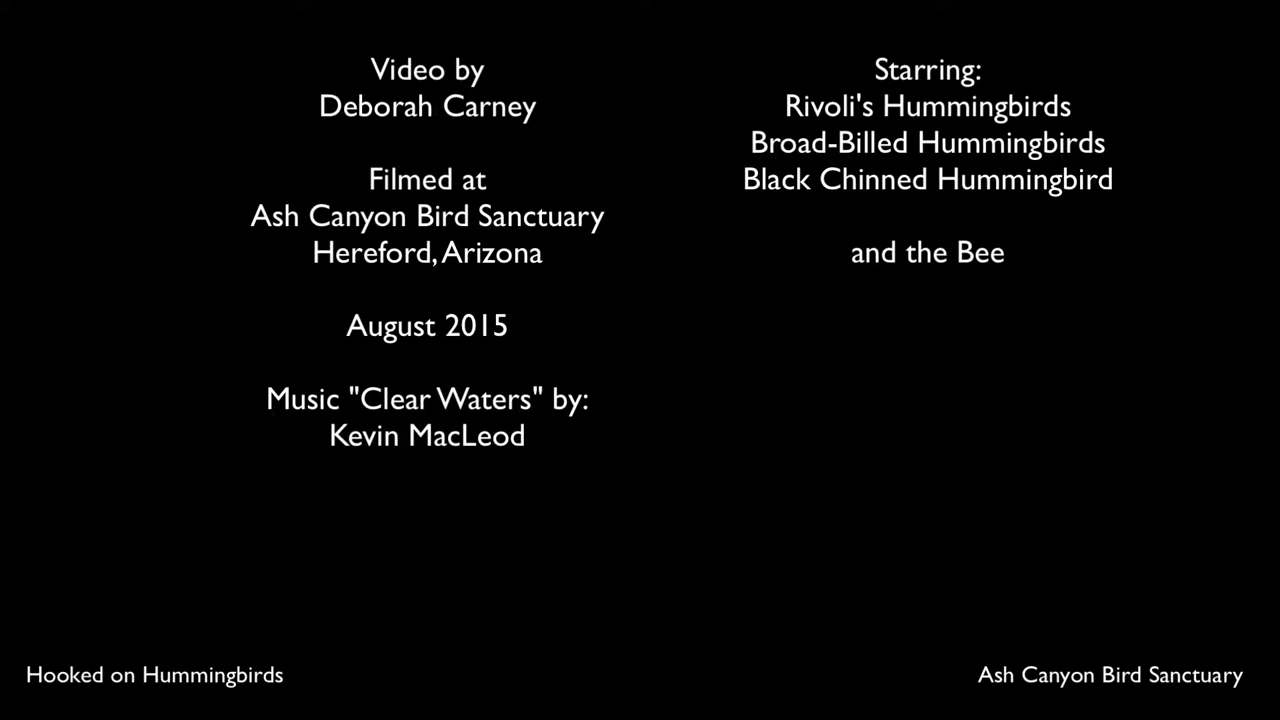 Video by
Deborah Carney
Filmed at
Ash Canyon Bird Sanctuary
Hereford, Arizona
August 2015
Music "Clear Waters" by:
Kevin MacLeod
Starring:
Rivoli's Hummingbirds
Broad-Billed Hummingbirds
Black Chinned Hummingbird
and the Bee
Hooked on Hummingbirds
Ash Canyon Bird Sanctuary